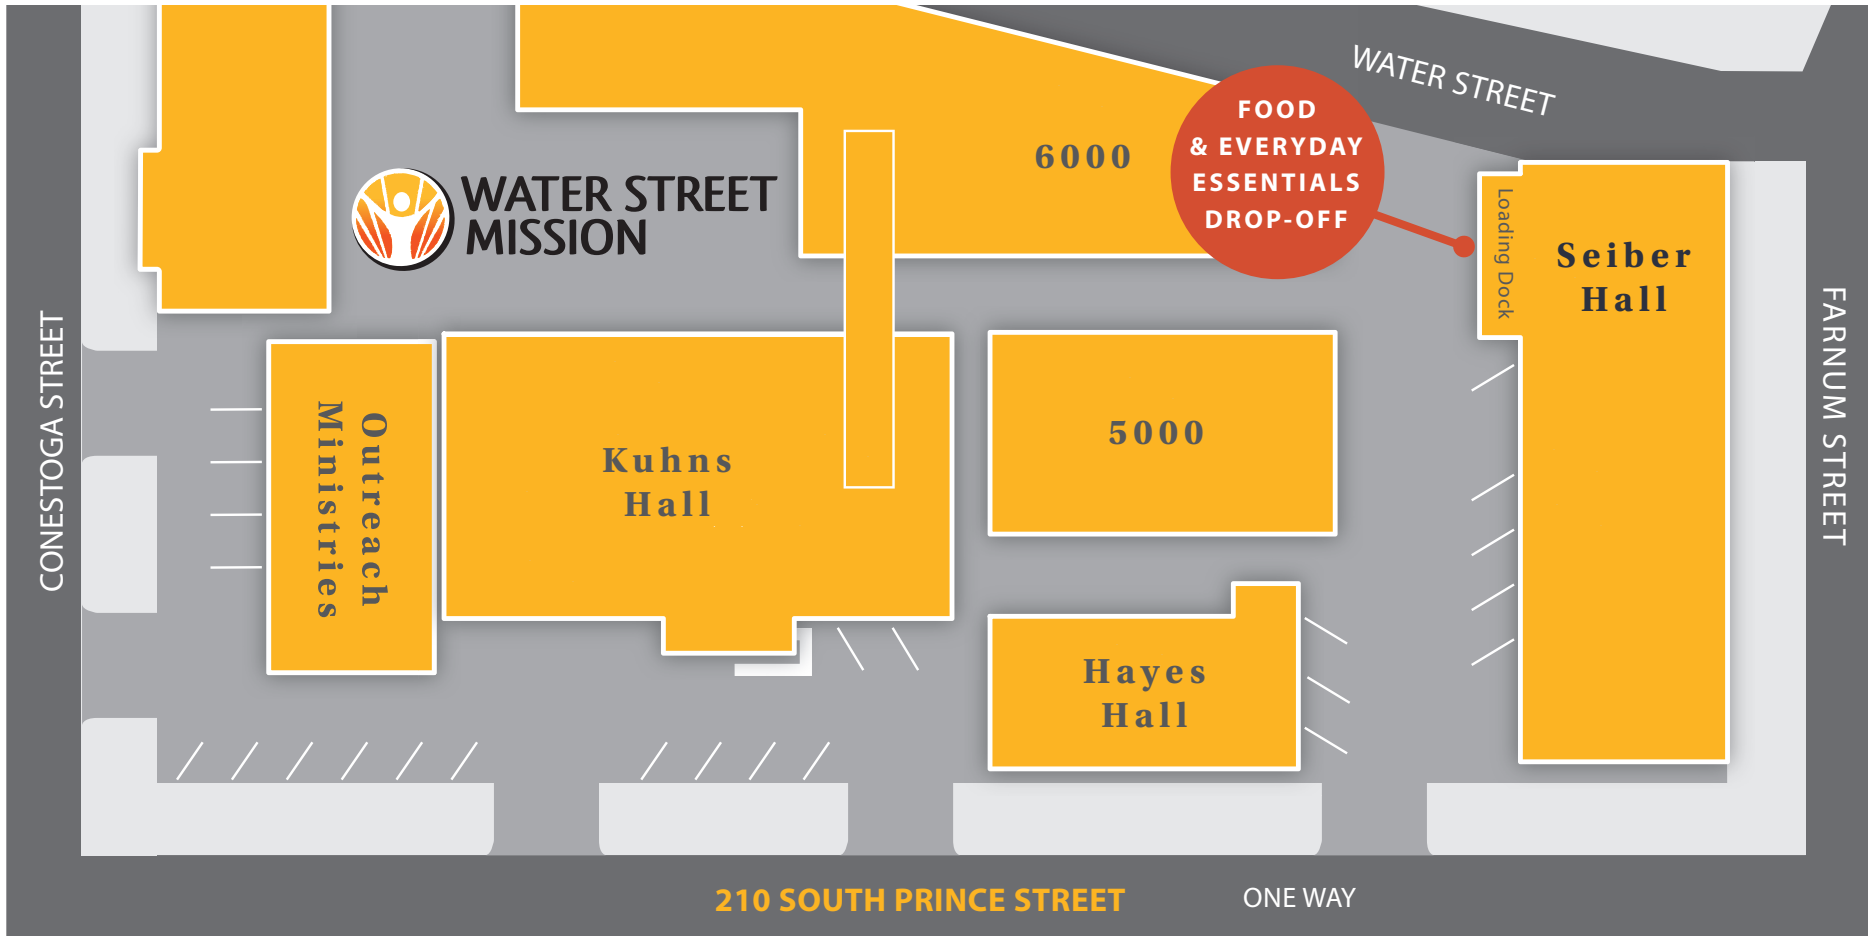 WATER STREET
FOOD
& EVERYDAY
ESSENTIALS
DROP-OFF
6000
WATER STREET
MISSION
Loading Dock
Seiber
Hall
CONESTOGA STREET
FARNUM STREET
Outreach
Ministries
Kuhns
Hall
5000
Hayes
Hall
210 SOUTH PRINCE STREET
ONE WAY